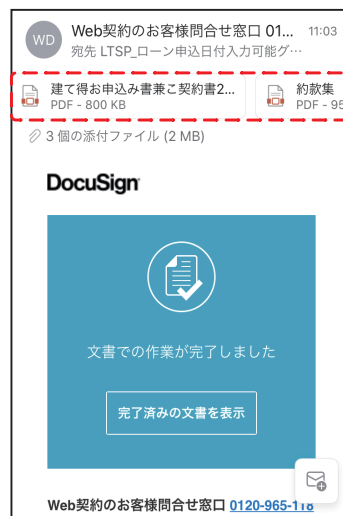 WD
Web契約のお客様問合せ窓口 01...
11:03
宛先 LTSP_ローン申込日付入力可能グ…
建て得お申込み書兼ご契約書2...
PDF - 800 KB
約款集
PDF - 95
3 個の添付ファイル (2 MB)
DocuSign
文書での作業が完了しました
完了済みの文書を表示
Web契約のお客様問合せ窓口 0120-965-118